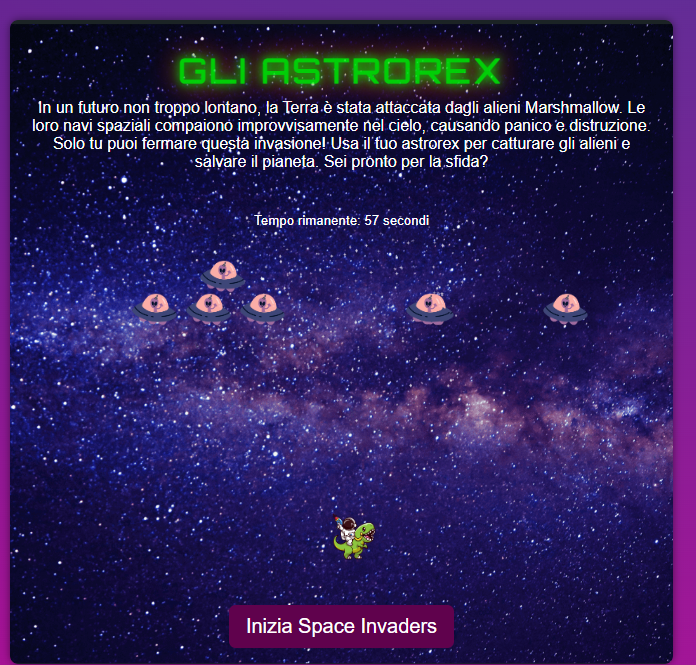 GLI ASTROREX
In un futuro non troppo lontano, la Terra è stata attaccata dagli alieni Marshmallow. Le
loro navi spaziali compaiono improvvisamente nel cielo, causando panico e distruzione.
Solo tu puoi fermare questa invasione! Usa il tuo astrorex per catturare gli alieni e
salvare il pianeta. Sei pronto per la sfida?
Tempo rimanente: 57 secondi
Inizia Space Invaders